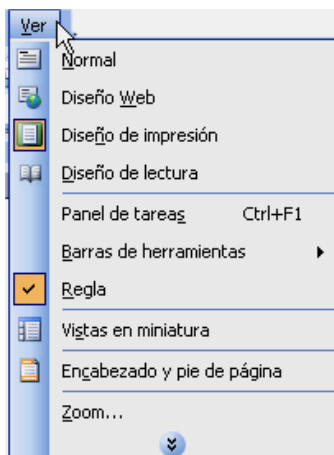 Ver
Normal
Diseño Web
Diseño de impresión
Diseño de lectura
Panel de tareas Ctrl+F1
Barras de herramientas
Regla
Vistas en miniatura
Encabezado y pie de página
Zoom...